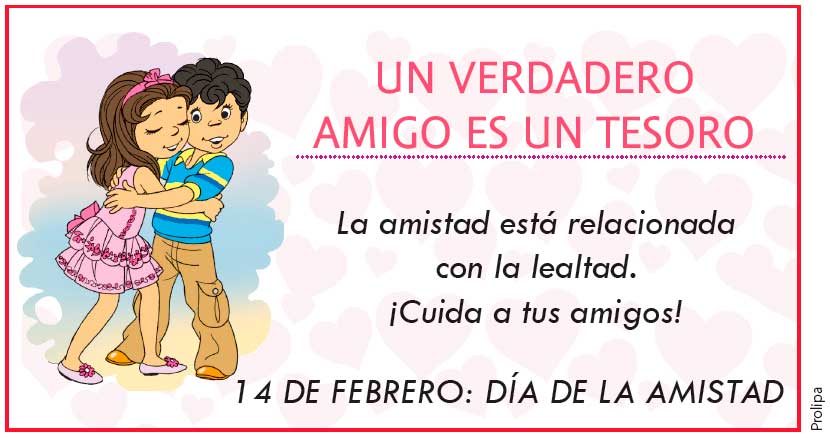 UN VERDADERO
AMIGO ES UN TESORO
La amistad está relacionada
con la lealtad.
¡Cuida a tus amigos!
14 DE FEBRERO: DÍA DE LA AMISTAD
Prolipa